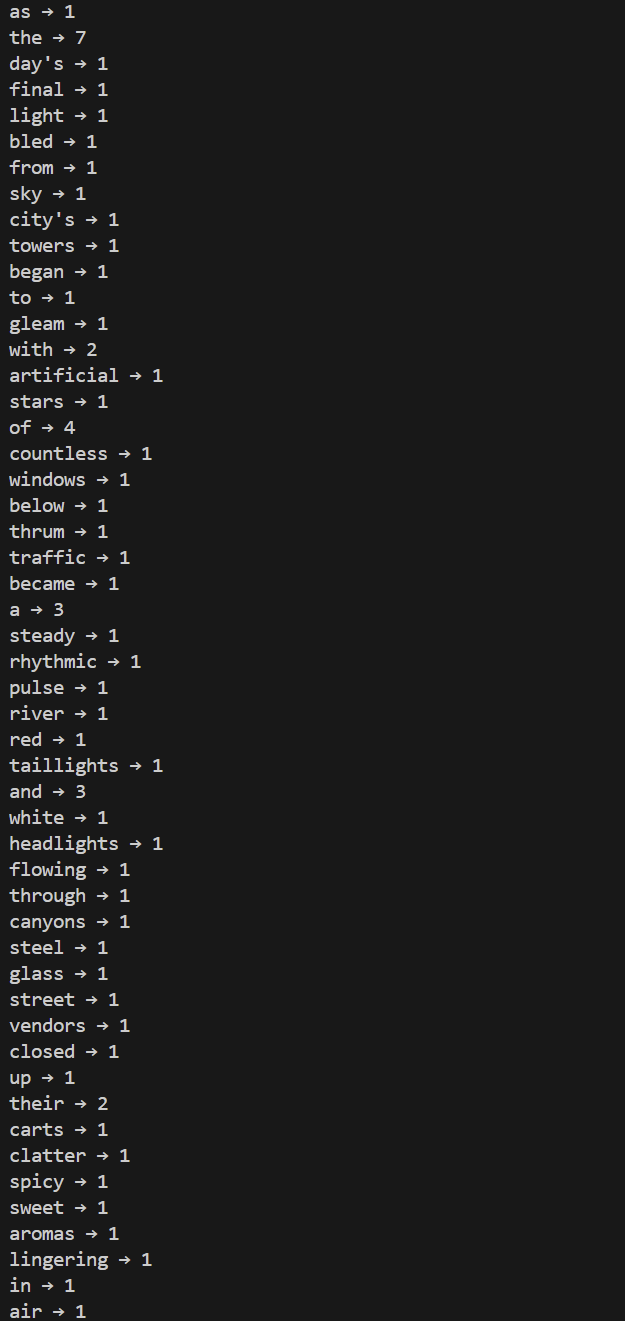 as → 1
the → 7
day's → 1
final → 1
light → 1
bled → 1
from → 1
sky → 1
city's → 1
towers → 1
began → 1
to → 1
gleam → 1
with → 2
artificial → 1
stars → 1
of → 4
countless → 1
windows → 1
below → 1
thrum → 1
traffic → 1
became → 1
a → 3
steady → 1
rhythmic → 1
pulse → 1
river → 1
red → 1
taillights → 1
and → 3
white → 1
headlights → 1
flowing → 1
through → 1
canyons → 1
steel → 1
glass → 1
street → 1
vendors → 1
closed → 1
up → 1
their → 2
carts → 1
clatter → 1
spicy → 1
sweet → 1
aromas → 1
lingering → 1
in → 1
air → 1